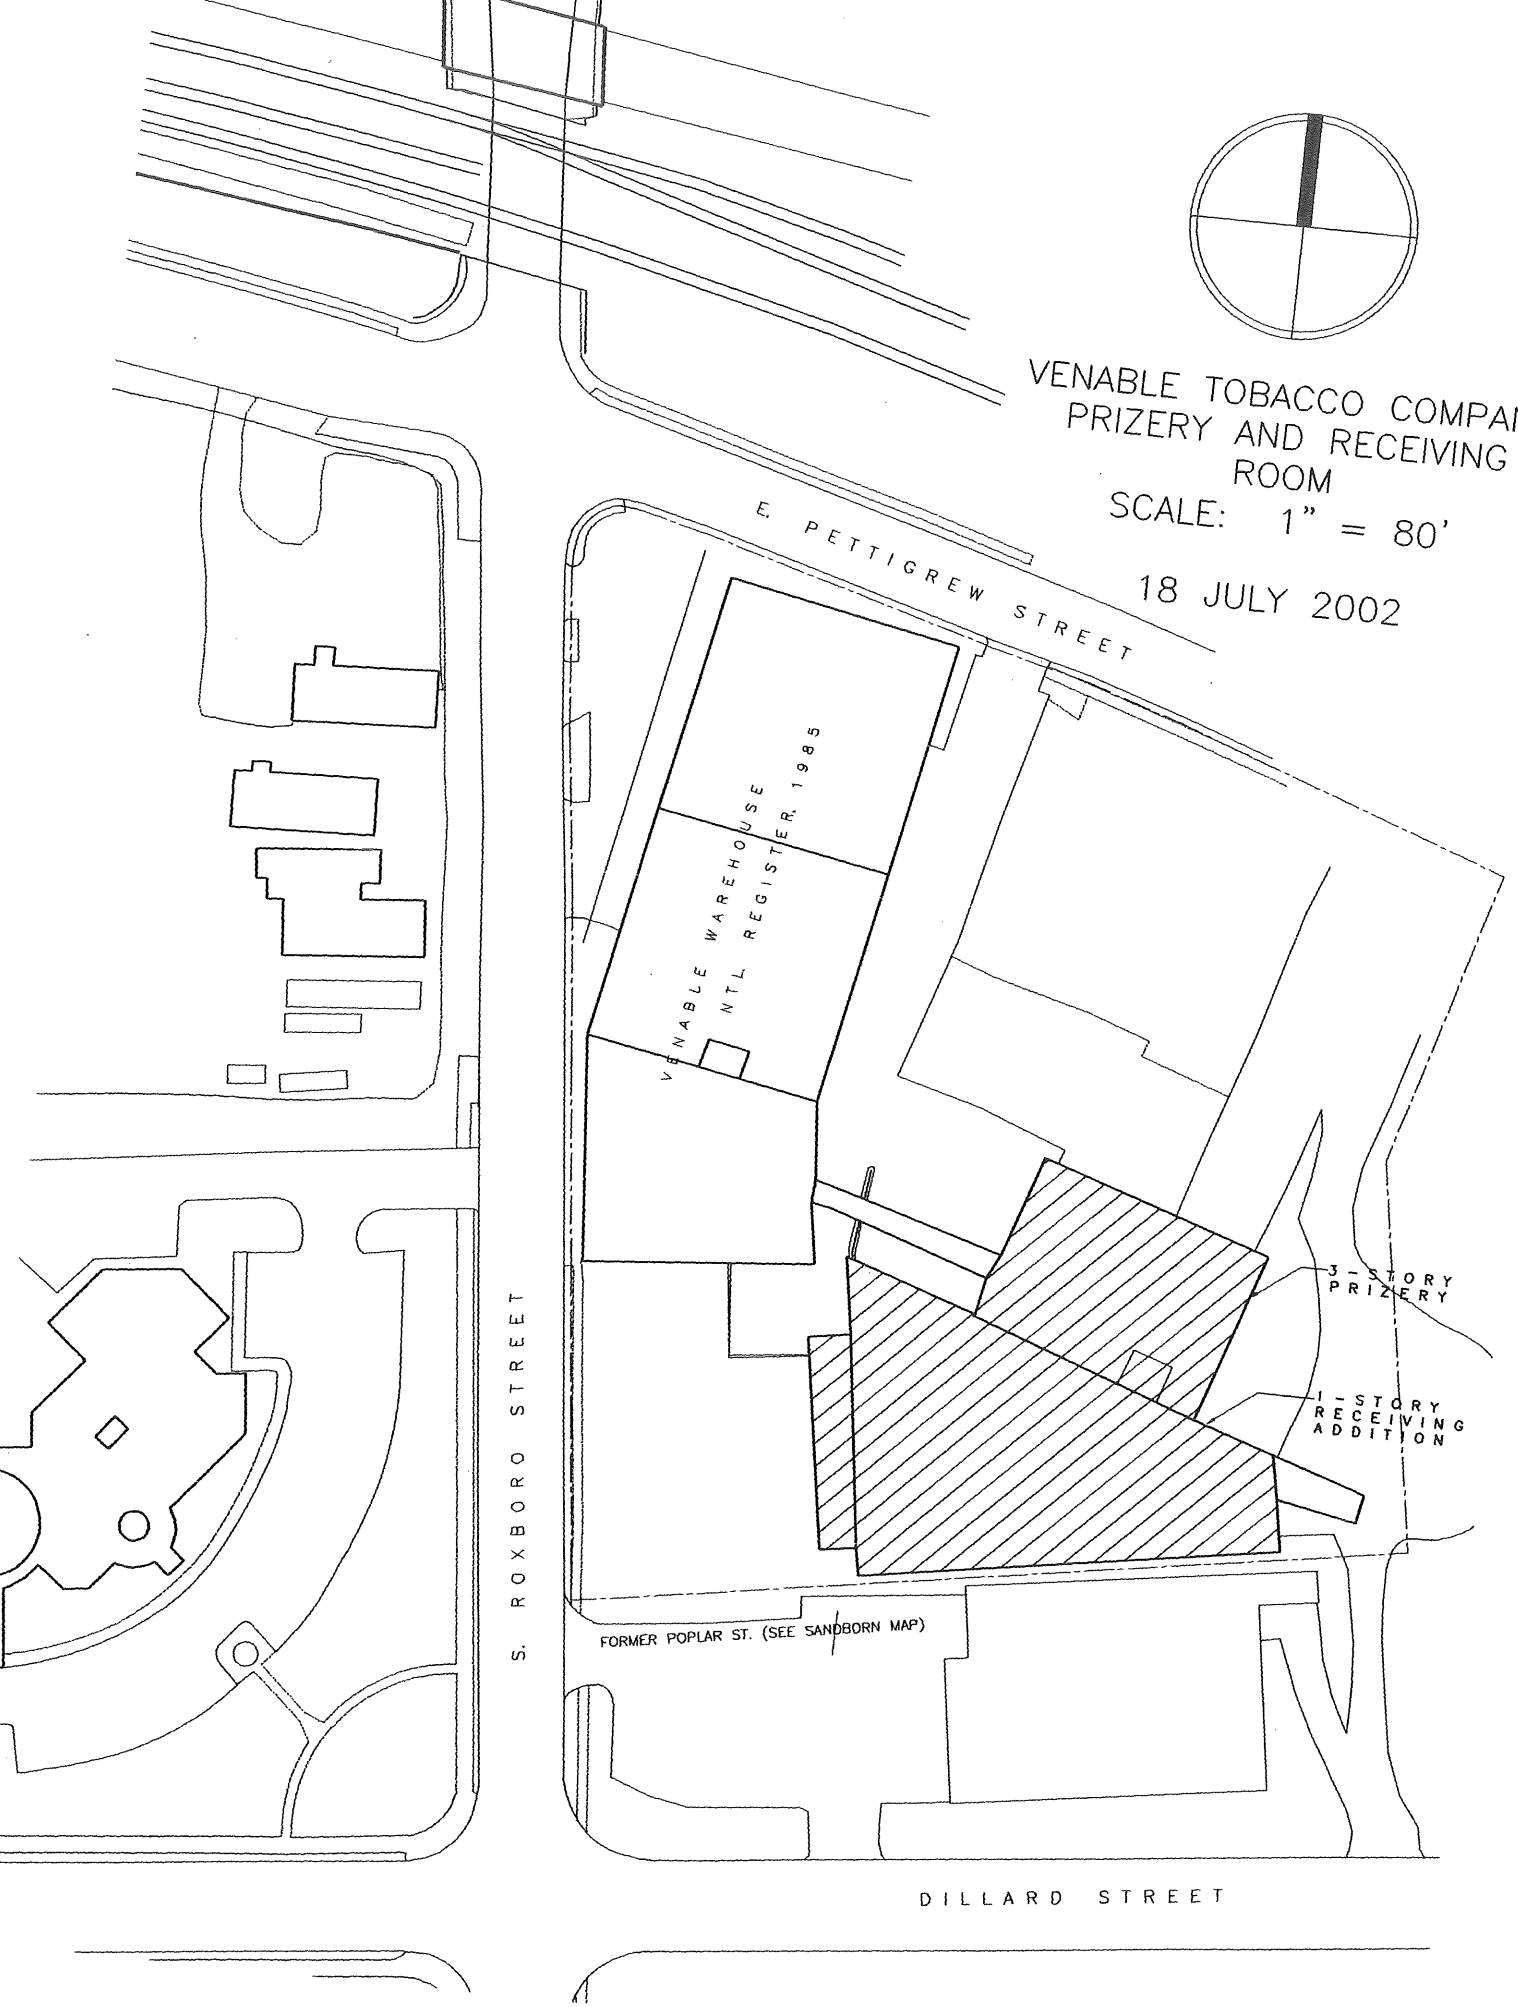 VENABLE TOBACCO COMPAN
PRIZERY AND RECEIVING
ROOM
SCALE: 1" = 80'
18 JULY 2002
E. PETTIGREW STREET
VENABLE WAREHOUSE
NTL. REGISTER, 1985
3-STORY
PRIZERY
1-STORY
RECEIVING
ADDITION
S. ROXBORO STREET
FORMER POPLAR ST. (SEE SANDBORN MAP)
DILLARD STREET